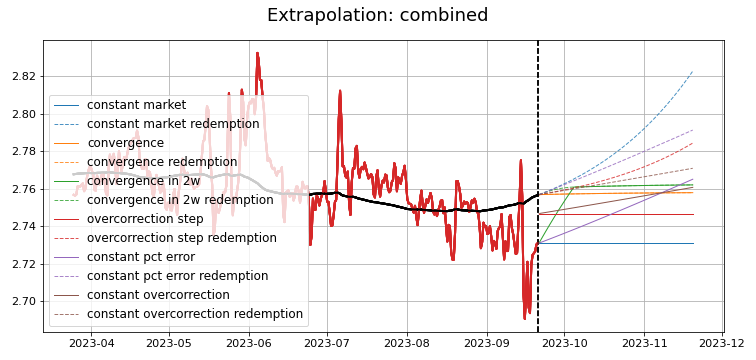 Extrapolation: combined
2.82
2.80
2.78
2.76
2.74
2.72
2.70
constant market
constant market redemption
convergence
convergence redemption
convergence in 2w
convergence in 2w redemption
overcorrection step
overcorrection step redemption
constant pct error
constant pct error redemption
constant overcorrection
constant overcorrection redemption
2023-04 2023-05 2023-06 2023-07 2023-08 2023-09 2023-10 2023-11 2023-12